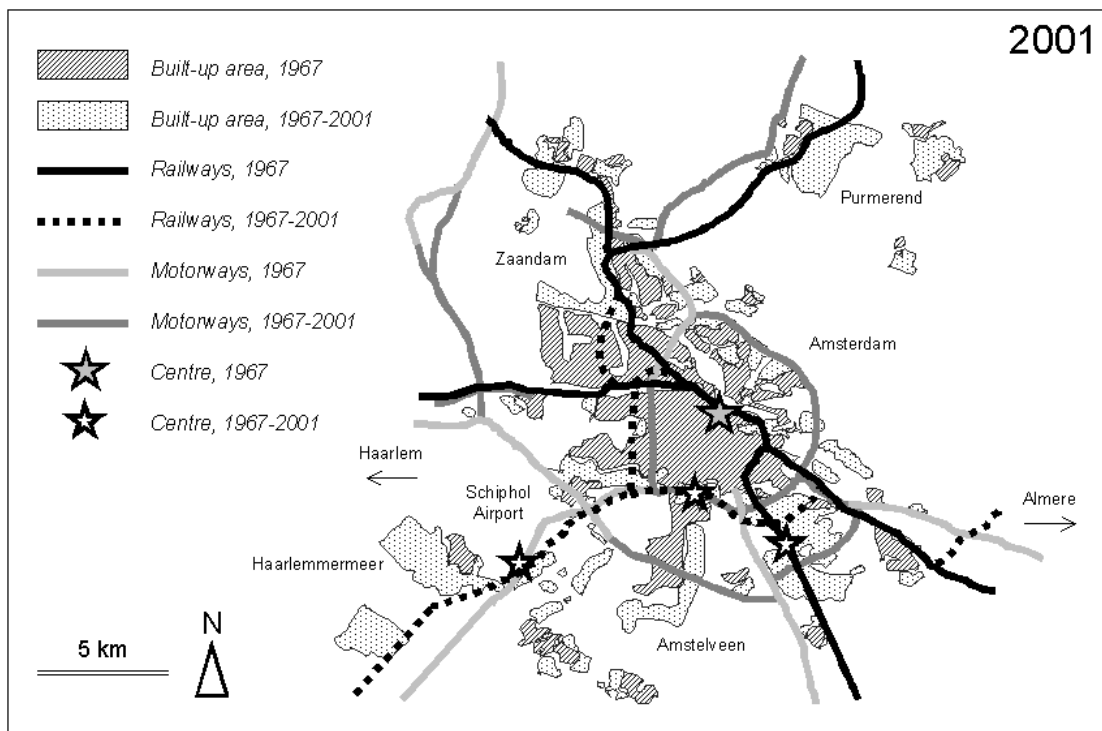 2001
Built-up area, 1967
Built-up area, 1967-2001
Railways, 1967
Railways, 1967-2001
Motorways, 1967
Motorways, 1967-2001
Centre, 1967
Centre, 1967-2001
Purmerend
Zaandam
Amsterdam
Haarlem
Schiphol
Airport
Almere
Haarlemmermeer
Amstelveen
5 km
N